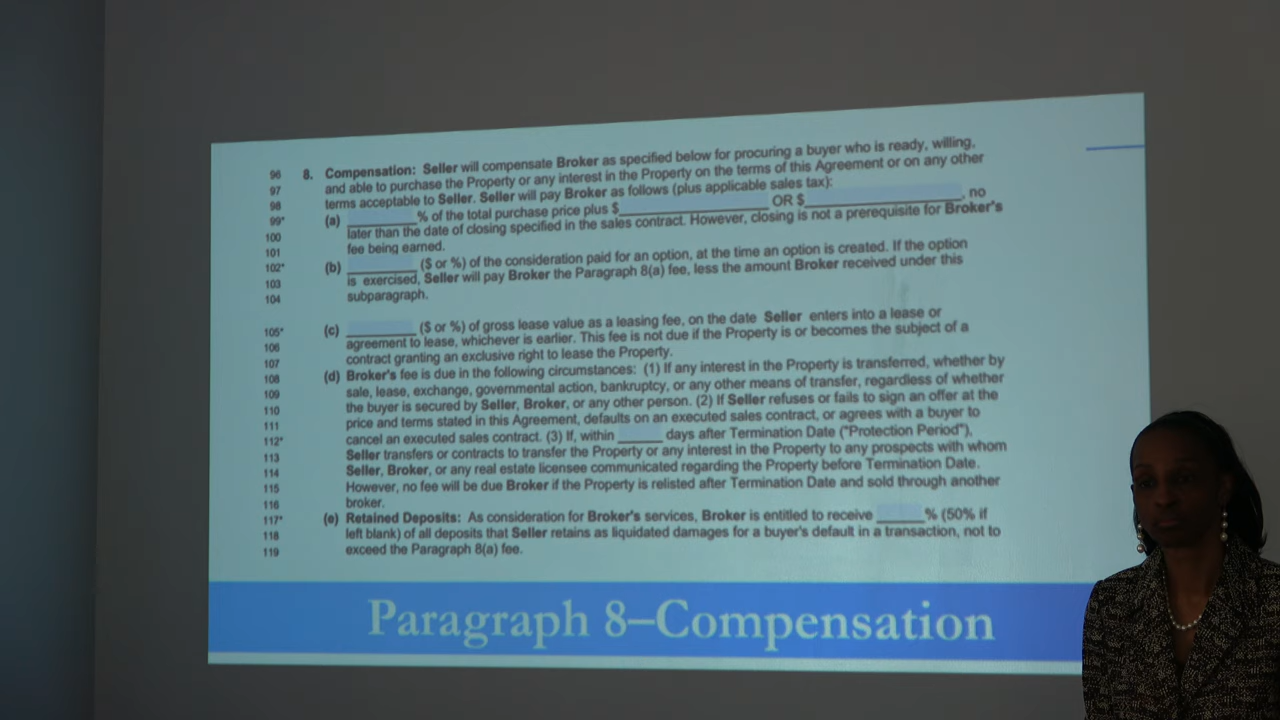 96 8. Compensation: Seller will compensate Broker as specified below for procuring a buyer who is ready, willing,
97 and able to purchase the Property or any interest in the Property on the terms of this Agreement or on any other
98 terms acceptable to Seller. Seller will pay Broker as follows (plus applicable sales tax):
99* (a) ______% of the total purchase price plus $______ OR $______, no
100 later than the date of closing specified in the sales contract. However, closing is not a prerequisite for Broker's
101 fee being earned.
102* (b) ______ ($ or %) of the consideration paid for an option, at the time an option is created. If the option
103 is exercised, Seller will pay Broker the Paragraph 8(a) fee, less the amount Broker received under this
104 subparagraph.
105* (c) ______ ($ or %) of gross lease value as a leasing fee, on the date Seller enters into a lease or
106 agreement to lease, whichever is earlier. This fee is not due if the Property is or becomes the subject of a
107 contract granting an exclusive right to lease the Property.
108 (d) Broker's fee is due in the following circumstances: (1) If any interest in the Property is transferred, whether by
109 sale, lease, exchange, governmental action, bankruptcy, or any other means of transfer, regardless of whether
110 the buyer is secured by Seller, Broker, or any other person. (2) If Seller refuses or fails to sign an offer at the
111 price and terms stated in this Agreement, defaults on an executed sales contract, or agrees with a buyer to
112* cancel an executed sales contract. (3) If, within ______ days after Termination Date ("Protection Period"),
113 Seller transfers or contracts to transfer the Property or any interest in the Property to any prospects with whom
114 Seller, Broker, or any real estate licensee communicated regarding the Property before Termination Date.
115 However, no fee will be due Broker if the Property is relisted after Termination Date and sold through another
116 broker.
117* (e) Retained Deposits: As consideration for Broker's services, Broker is entitled to receive ______% (50% if
118 left blank) of all deposits that Seller retains as liquidated damages for a buyer's default in a transaction, not to
119 exceed the Paragraph 8(a) fee.
Paragraph 8–Compensation